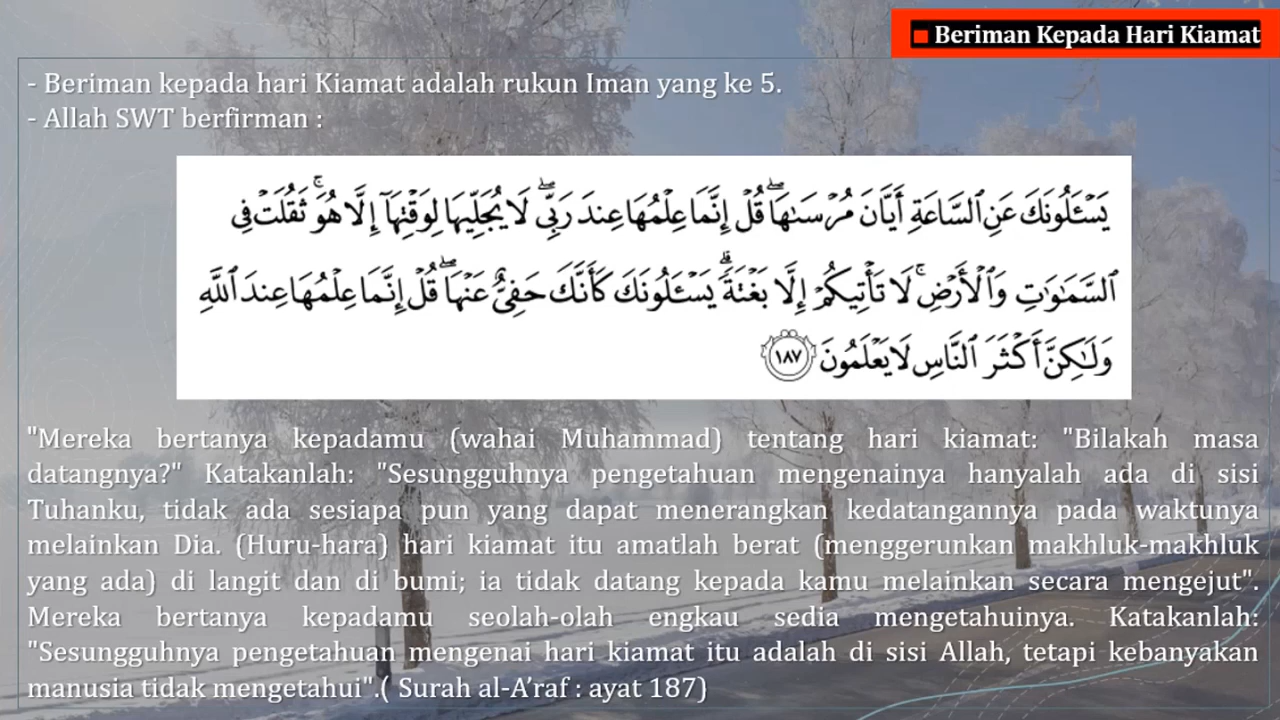 ▪ Beriman Kepada Hari Kiamat
- Beriman kepada hari Kiamat adalah rukun Iman yang ke 5.
- Allah SWT berfirman :
يَسْـَٔلُونَكَ عَنِ ٱلسَّاعَةِ أَيَّانَ مُرْسَىٰهَا ۖ قُلْ إِنَّمَا عِلْمُهَا عِندَ رَبِّى ۖ لَا يُجَلِّيهَا لِوَقْتِهَآ إِلَّا هُوَ ۚ ثَقُلَتْ فِى
ٱلسَّمَـٰوَٰتِ وَٱلْأَرْضِ ۚ لَا تَأْتِيكُمْ إِلَّا بَغْتَةً ۗ يَسْـَٔلُونَكَ كَأَنَّكَ حَفِىٌّ عَنْهَا ۖ قُلْ إِنَّمَا عِلْمُهَا عِندَ ٱللَّهِ
وَلَـٰكِنَّ أَكْثَرَ ٱلنَّاسِ لَا يَعْلَمُونَ ١٨٧
"Mereka bertanya kepadamu (wahai Muhammad) tentang hari kiamat: "Bilakah masa
datangnya?" Katakanlah: "Sesungguhnya pengetahuan mengenainya hanyalah ada di sisi
Tuhanku, tidak ada sesiapa pun yang dapat menerangkan kedatangannya pada waktunya
melainkan Dia. (Huru-hara) hari kiamat itu amatlah berat (menggerunkan makhluk-makhluk
yang ada) di langit dan di bumi; ia tidak datang kepada kamu melainkan secara mengejut".
Mereka bertanya kepadamu seolah-olah engkau sedia mengetahuinya. Katakanlah:
"Sesungguhnya pengetahuan mengenai hari kiamat itu adalah di sisi Allah, tetapi kebanyakan
manusia tidak mengetahui".( Surah al-A’raf : ayat 187)